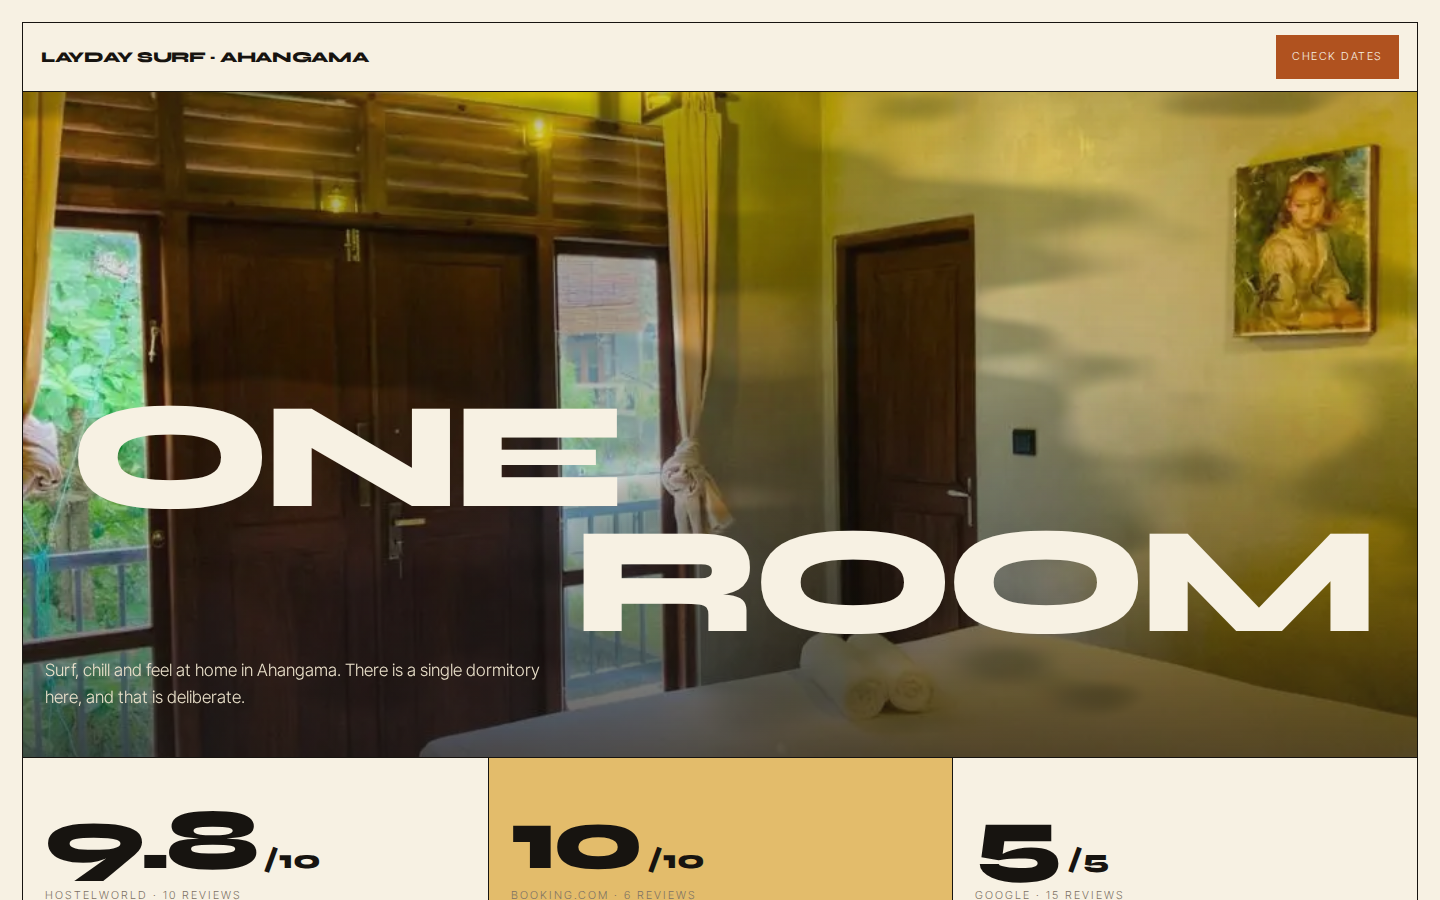 LAYDAY SURF · AHANGAMA
CHECK DATES
ONE
ROOM
Surf, chill and feel at home in Ahangama. There is a single dormitory
here, and that is deliberate.
9.8/10
HOSTELWORLD · 10 REVIEWS
10/10
BOOKING.COM · 6 REVIEWS
5/5
GOOGLE · 15 REVIEWS